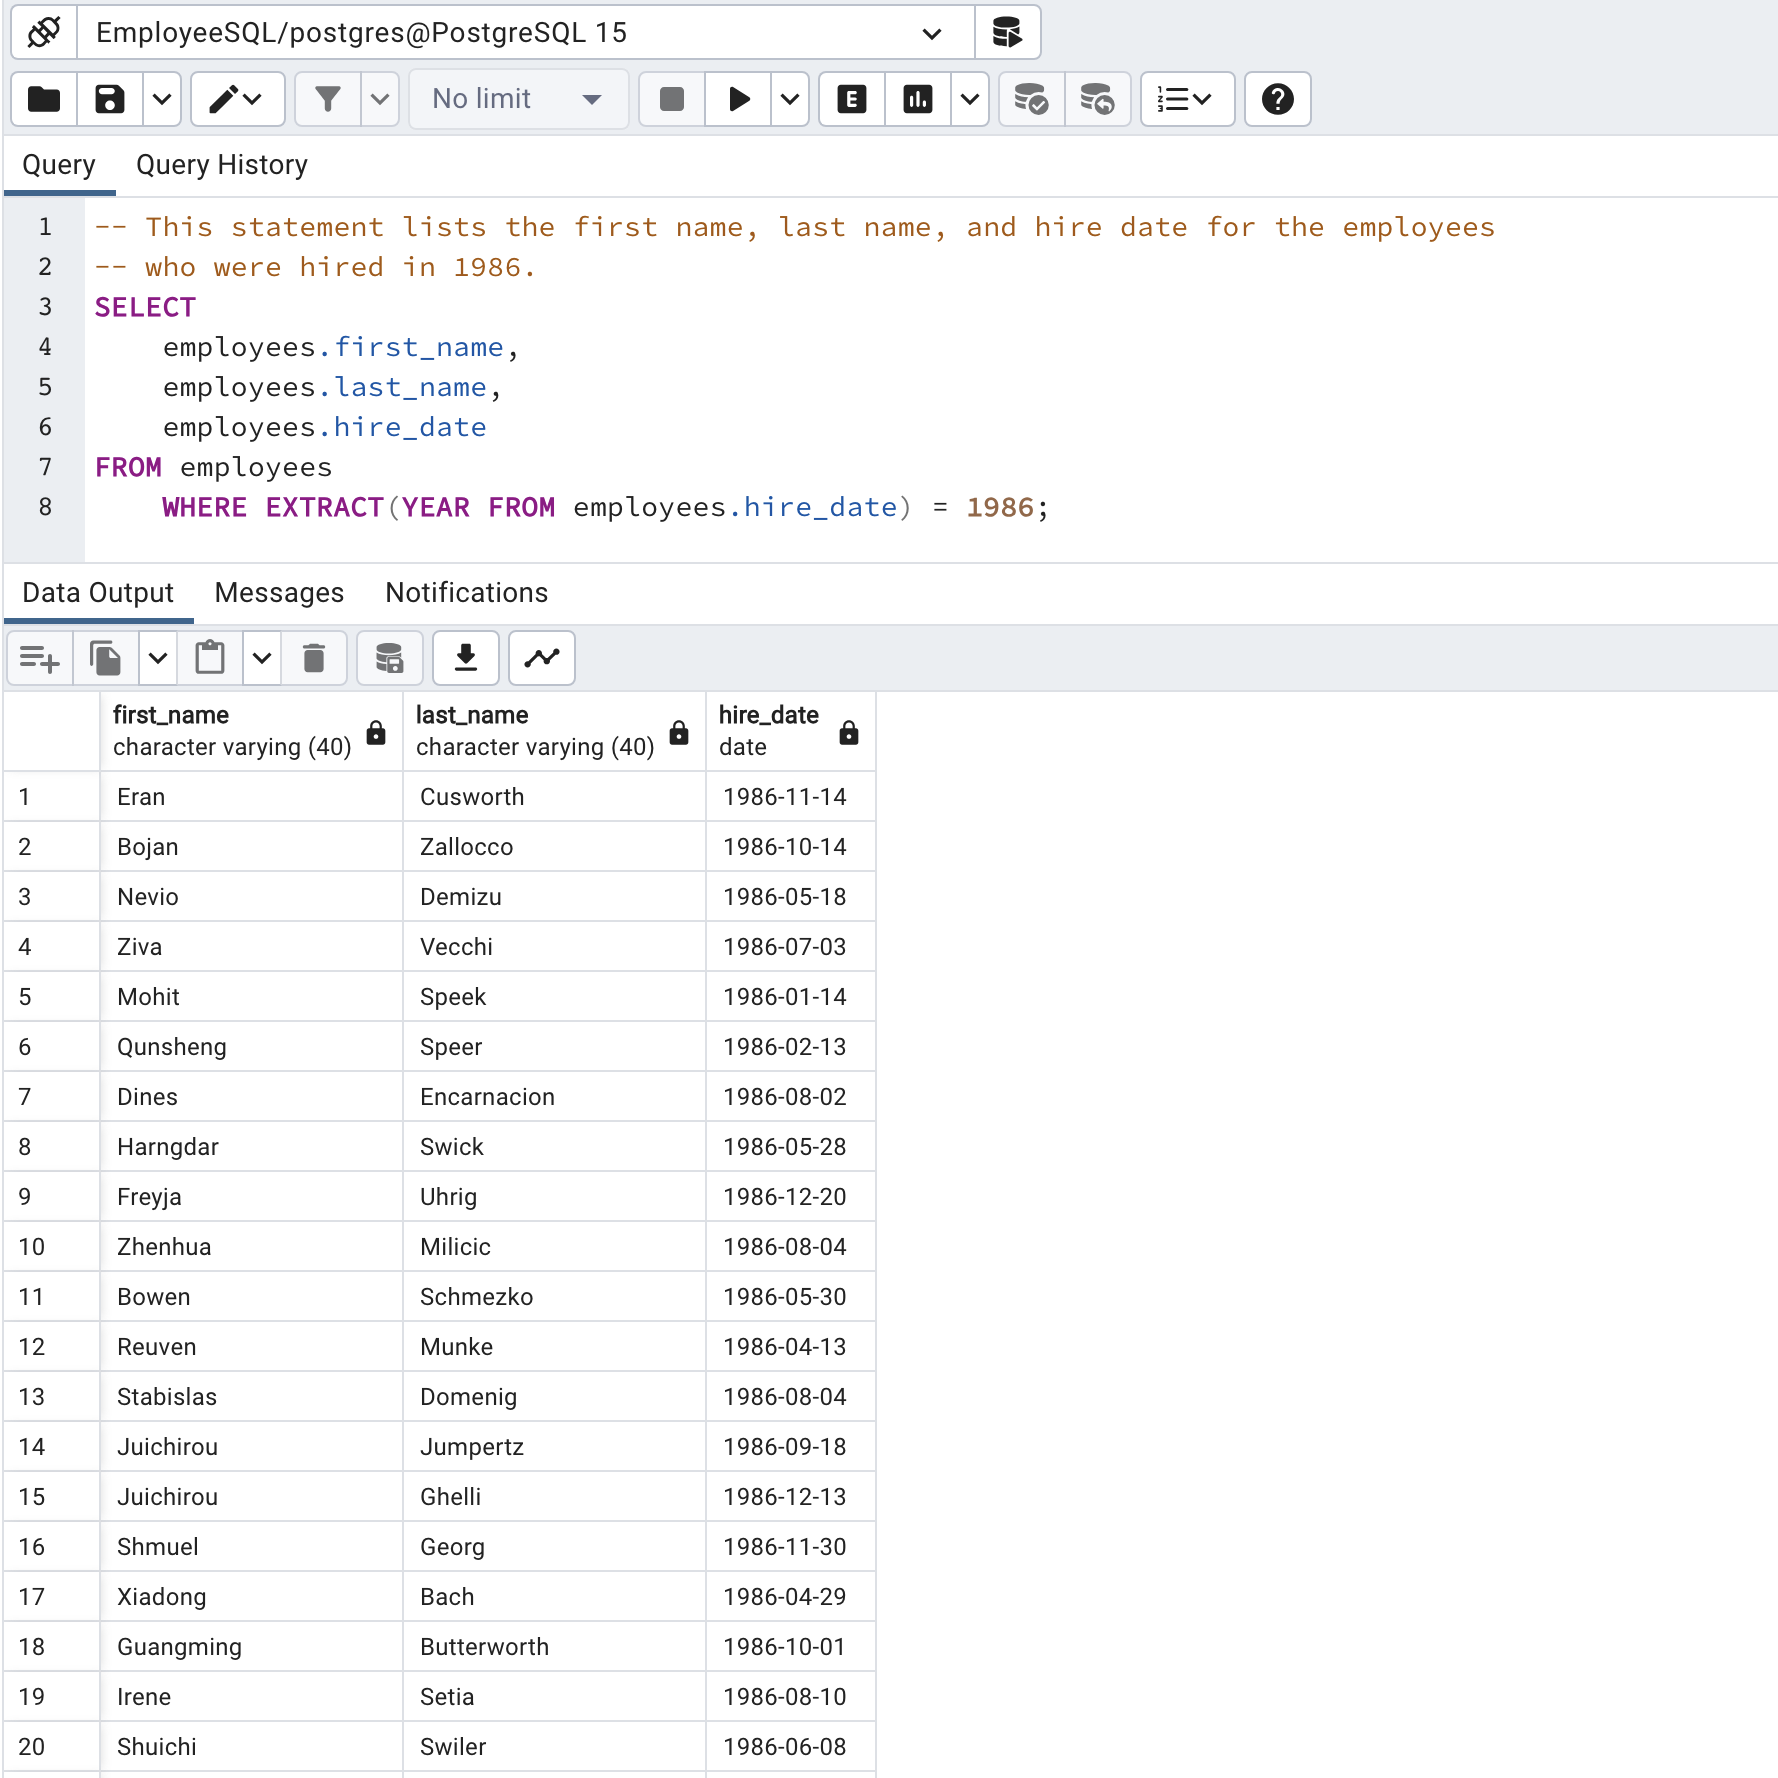 EmployeeSQL/postgres@PostgreSQL 15
No limit
E
Query Query History
1 -- This statement lists the first name, last name, and hire date for the employees
2 -- who were hired in 1986.
3 SELECT
4 employees.first_name,
5 employees.last_name,
6 employees.hire_date
7 FROM employees
8 WHERE EXTRACT(YEAR FROM employees.hire_date) = 1986;
Data Output Messages Notifications
first_name last_name hire_date
character varying (40) character varying (40) date
1 Eran Cusworth 1986-11-14
2 Bojan Zallocco 1986-10-14
3 Nevio Demizu 1986-05-18
4 Ziva Vecchi 1986-07-03
5 Mohit Speek 1986-01-14
6 Qunsheng Speer 1986-02-13
7 Dines Encarnacion 1986-08-02
8 Harngdar Swick 1986-05-28
9 Freyja Uhrig 1986-12-20
10 Zhenhua Milicic 1986-08-04
11 Bowen Schmezko 1986-05-30
12 Reuven Munke 1986-04-13
13 Stabislas Domenig 1986-08-04
14 Juichirou Jumpertz 1986-09-18
15 Juichirou Ghelli 1986-12-13
16 Shmuel Georg 1986-11-30
17 Xiadong Bach 1986-04-29
18 Guangming Butterworth 1986-10-01
19 Irene Setia 1986-08-10
20 Shuichi Swiler 1986-06-08